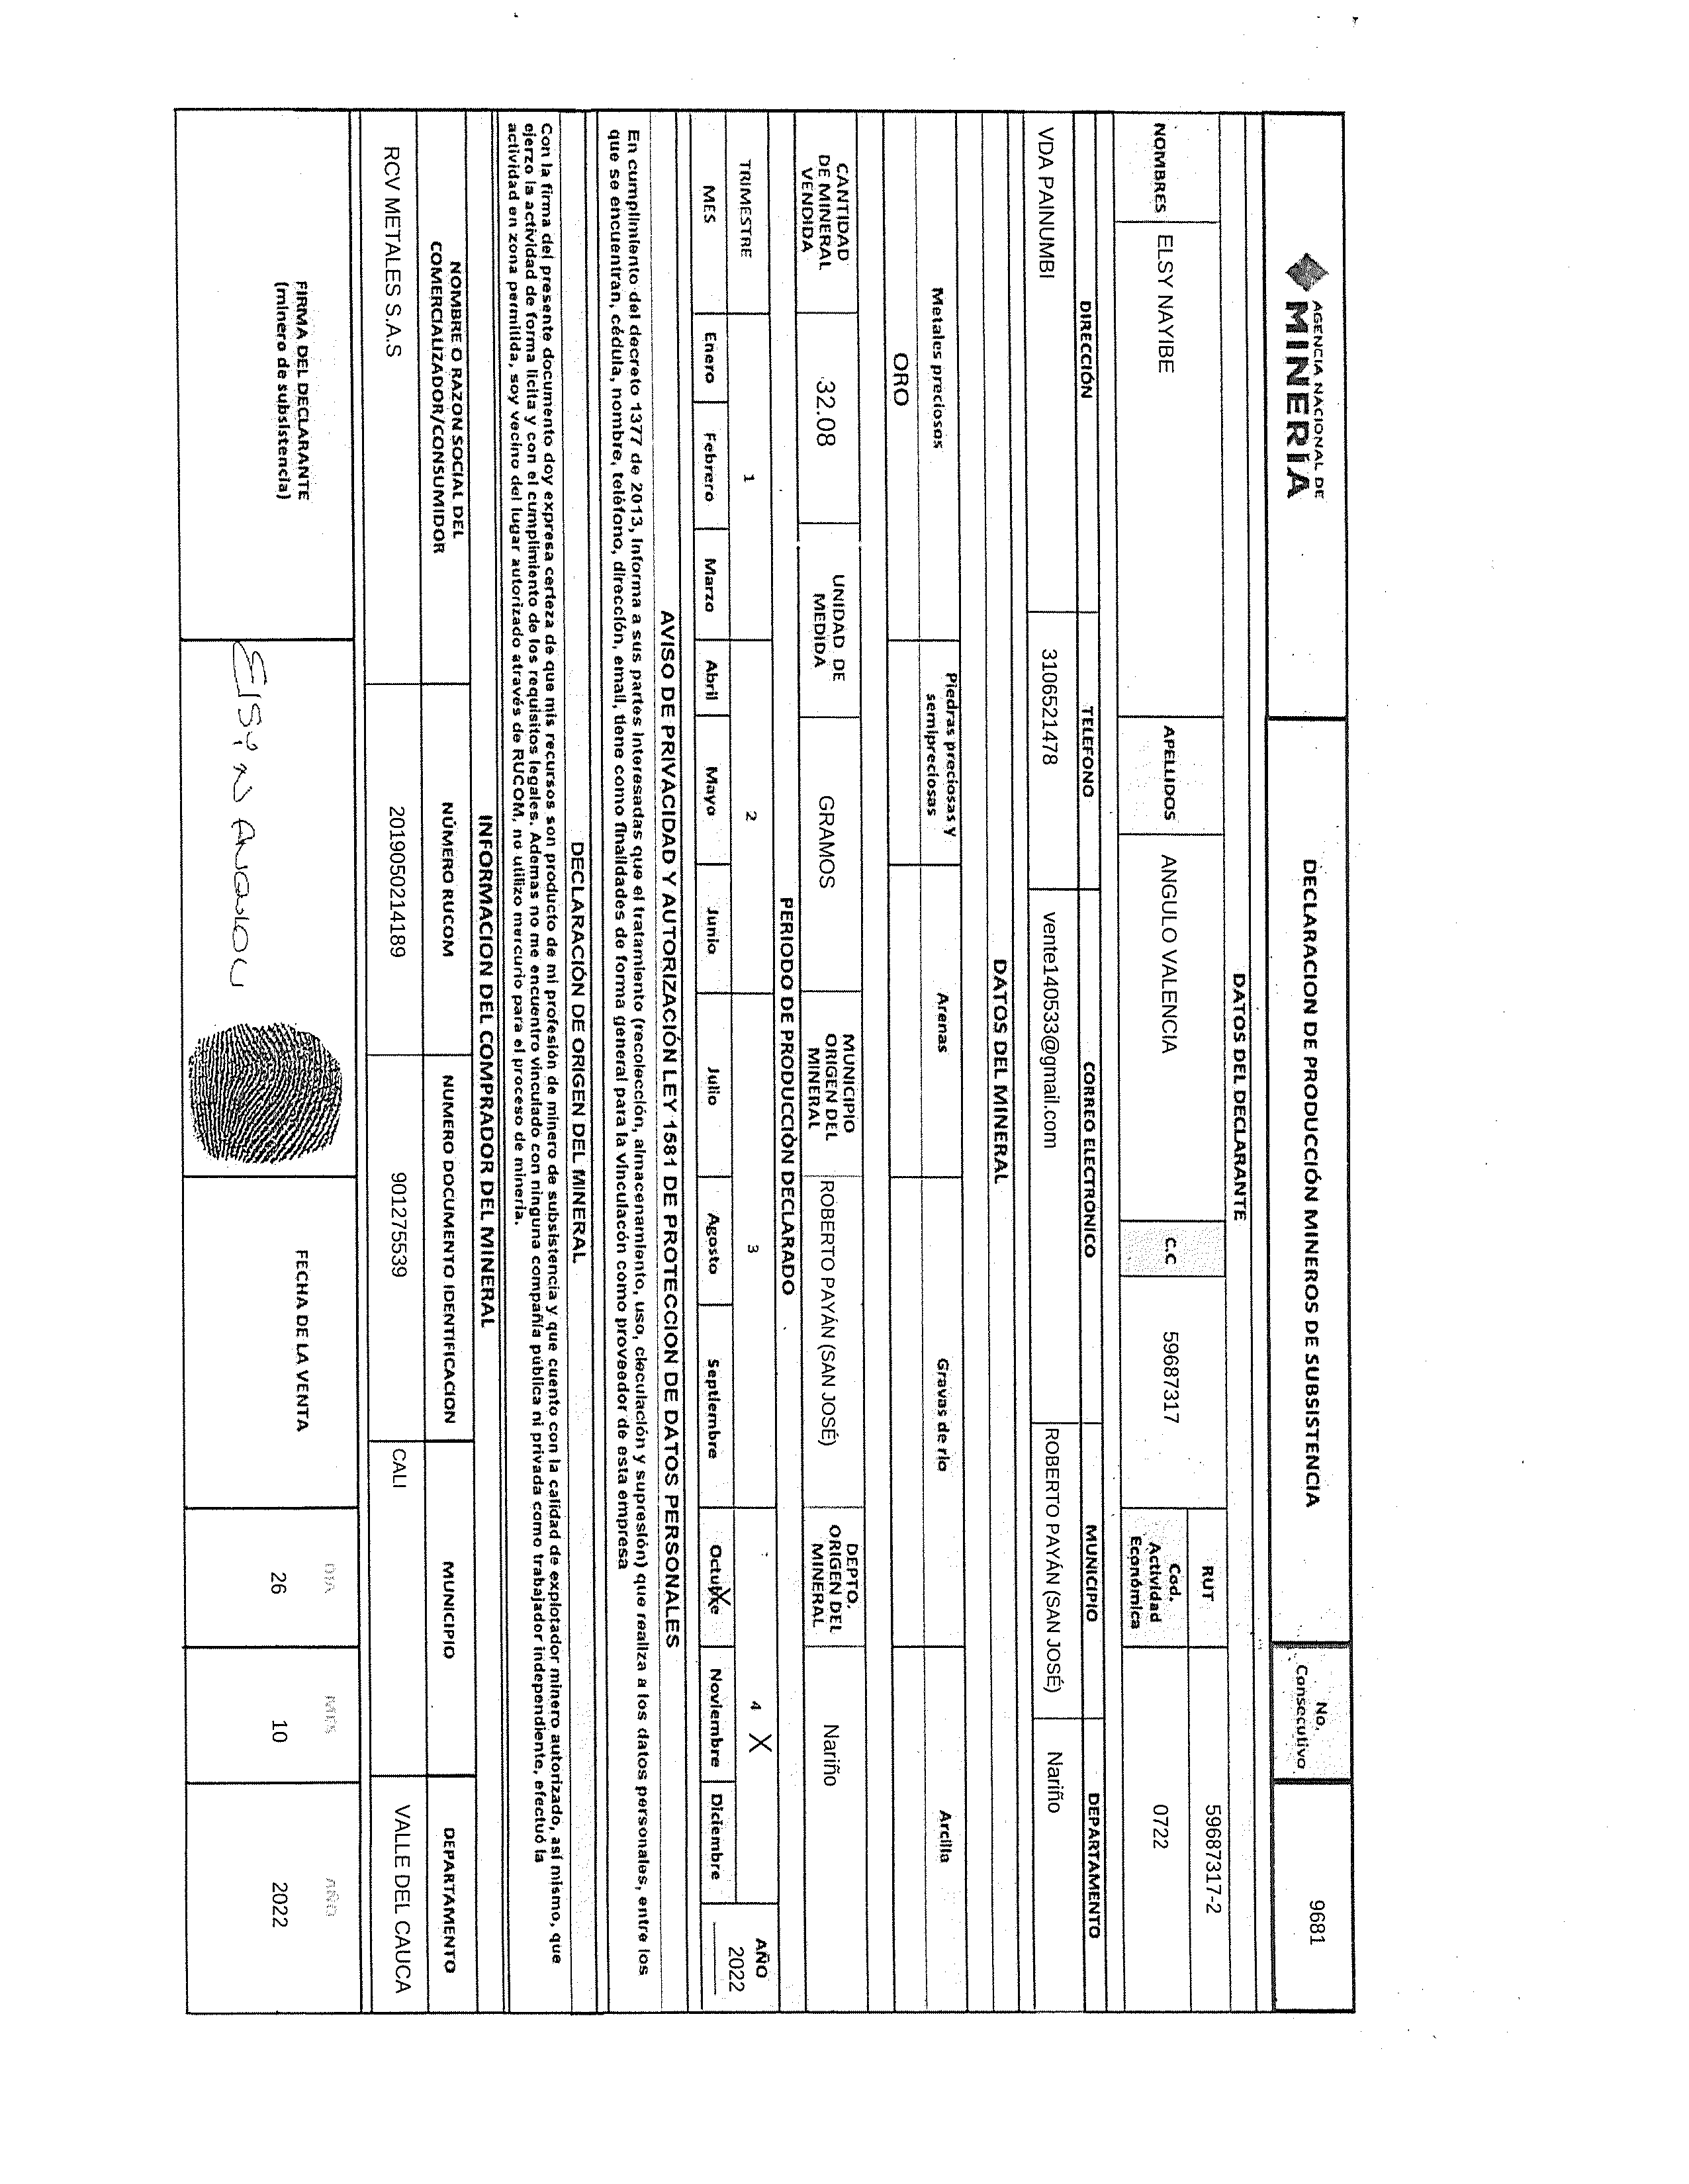 AGENCIA NACIONAL DE
MINERÍA
DECLARACION DE PRODUCCIÓN MINEROS DE SUBSISTENCIA
No.
Consecutivo
9681
DATOS DEL DECLARANTE
NOMBRES
ELSY NAYIBE
APELLIDOS
ANGULO VALENCIA
C.C
59687317
RUT
59687317-2
Cod.
Actividad
Económica
0722
DIRECCIÓN
TELEFONO
CORREO ELECTRONICO
MUNICIPIO
DEPARTAMENTO
VDA PAINUMBI
3106521478
vente140533@gmail.com
ROBERTO PAYÁN (SAN JOSÉ)
Nariño
DATOS DEL MINERAL
Metales preciosos
Piedras preciosas y
semipreciosas
Arenas
Gravas de rio
Arcilla
ORO
CANTIDAD
DE MINERAL
VENDIDA
32.08
UNIDAD DE
MEDIDA
GRAMOS
MUNICIPIO
ORIGEN DEL
MINERAL
ROBERTO PAYÁN (SAN JOSÉ)
DEPTO.
ORIGEN DEL
MINERAL
Nariño
PERIODO DE PRODUCCIÒN DECLARADO
TRIMESTRE
1
2
3
4 X
AÑO
2022
MES
Enero
Febrero
Marzo
Abril
Mayo
Junio
Julio
Agosto
Septiembre
Octubre X
Noviembre
Diciembre
AVISO DE PRIVACIDAD Y AUTORIZACIÓN LEY 1581 DE PROTECCION DE DATOS PERSONALES
En cumplimiento del decreto 1377 de 2013, Informa a sus partes Interesadas que el tratamiento (recolección, almacenamiento, uso, circulación y supresión) que realiza a los datos personales, entre los
que se encuentran, cédula, nombre, teléfono, dirección, email, tiene como finalidades de forma general para la vinculación como proveedor de esta empresa
DECLARACIÓN DE ORIGEN DEL MINERAL
Con la firma del presente documento doy expresa certeza de que mis recursos son producto de mi profesión de minero de subsistencia y que cuento con la calidad de explotador minero autorizado, así mismo, que
ejerzo la actividad de forma licita y con el cumplimiento de los requisitos legales. Ademas no me encuentro vinculado con ninguna compañía pública ni privada como trabajador independiente, efectuó la
actividad en zona permitida, soy vecino del lugar autorizado através de RUCOM, no utilizo mercurio para el proceso de mineria.
INFORMACION DEL COMPRADOR DEL MINERAL
NOMBRE O RAZON SOCIAL DEL
COMERCIALIZADOR/CONSUMIDOR
NÚMERO RUCOM
NUMERO DOCUMENTO IDENTIFICACION
MUNICIPIO
DEPARTAMENTO
RCV METALES S.A.S
201905021489
901275539
CALI
VALLE DEL CAUCA
FIRMA DEL DECLARANTE
(minero de subsistencia)
Elsy N Angulo V
FECHA DE LA VENTA
DIA
MES
AÑO
26
10
2022